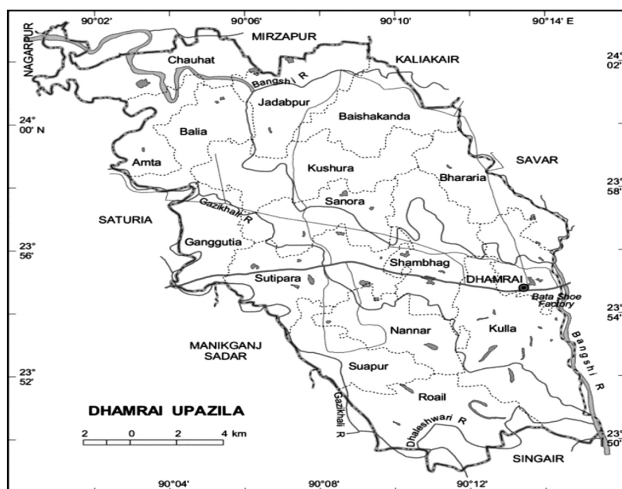 90°02'
90°06'
90°10'
90°14' E
NAGARPUR
MIRZAPUR
KALIAKAIR
24°
02'
Chauhat
Bangshi R
Jadabpur
Baishakanda
24°
00' N
Balia
Amta
Kushura
Bhararia
SAVAR
23°
58'
Sanora
Gazikhali R
SATURIA
Ganggutia
23°
56'
Shambhag
DHAMRAI
Sutipara
Bata Shoe
Factory
23°
54'
MANIKGANJ
SADAR
Nannar
Kulla
Bangshi R
23°
52'
Suapur
Roail
Gazikhali R
Dhaleshwari R
DHAMRAI UPAZILA
2 0 2 4 km
23°
50'
SINGAIR
90°04'
90°08'
90°12'